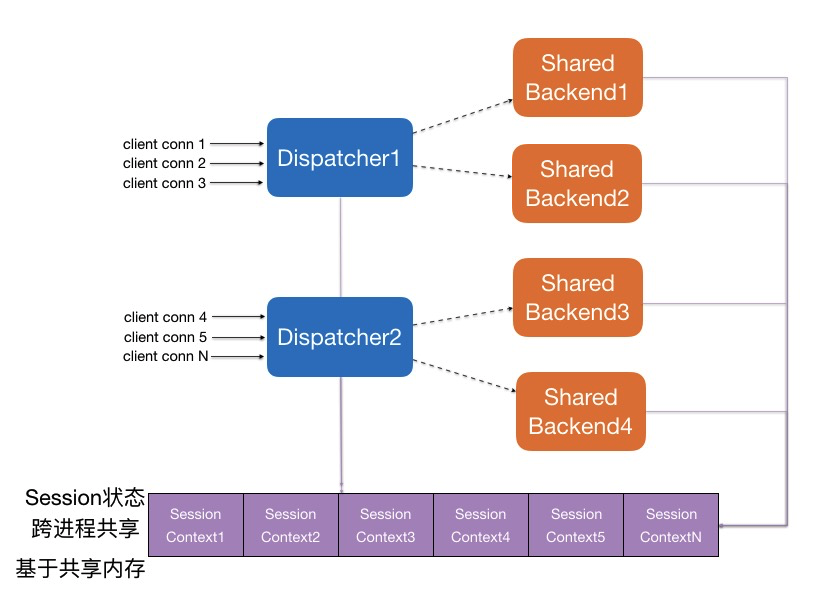 Shared
Backend1
client conn 1
client conn 2
client conn 3
Dispatcher1
Shared
Backend2
Shared
Backend3
client conn 4
client conn 5
client conn N
Dispatcher2
Shared
Backend4
Session状态
跨进程共享
基于共享内存
Session
Context1
Session
Context2
Session
Context3
Session
Context4
Session
Context5
Session
ContextN